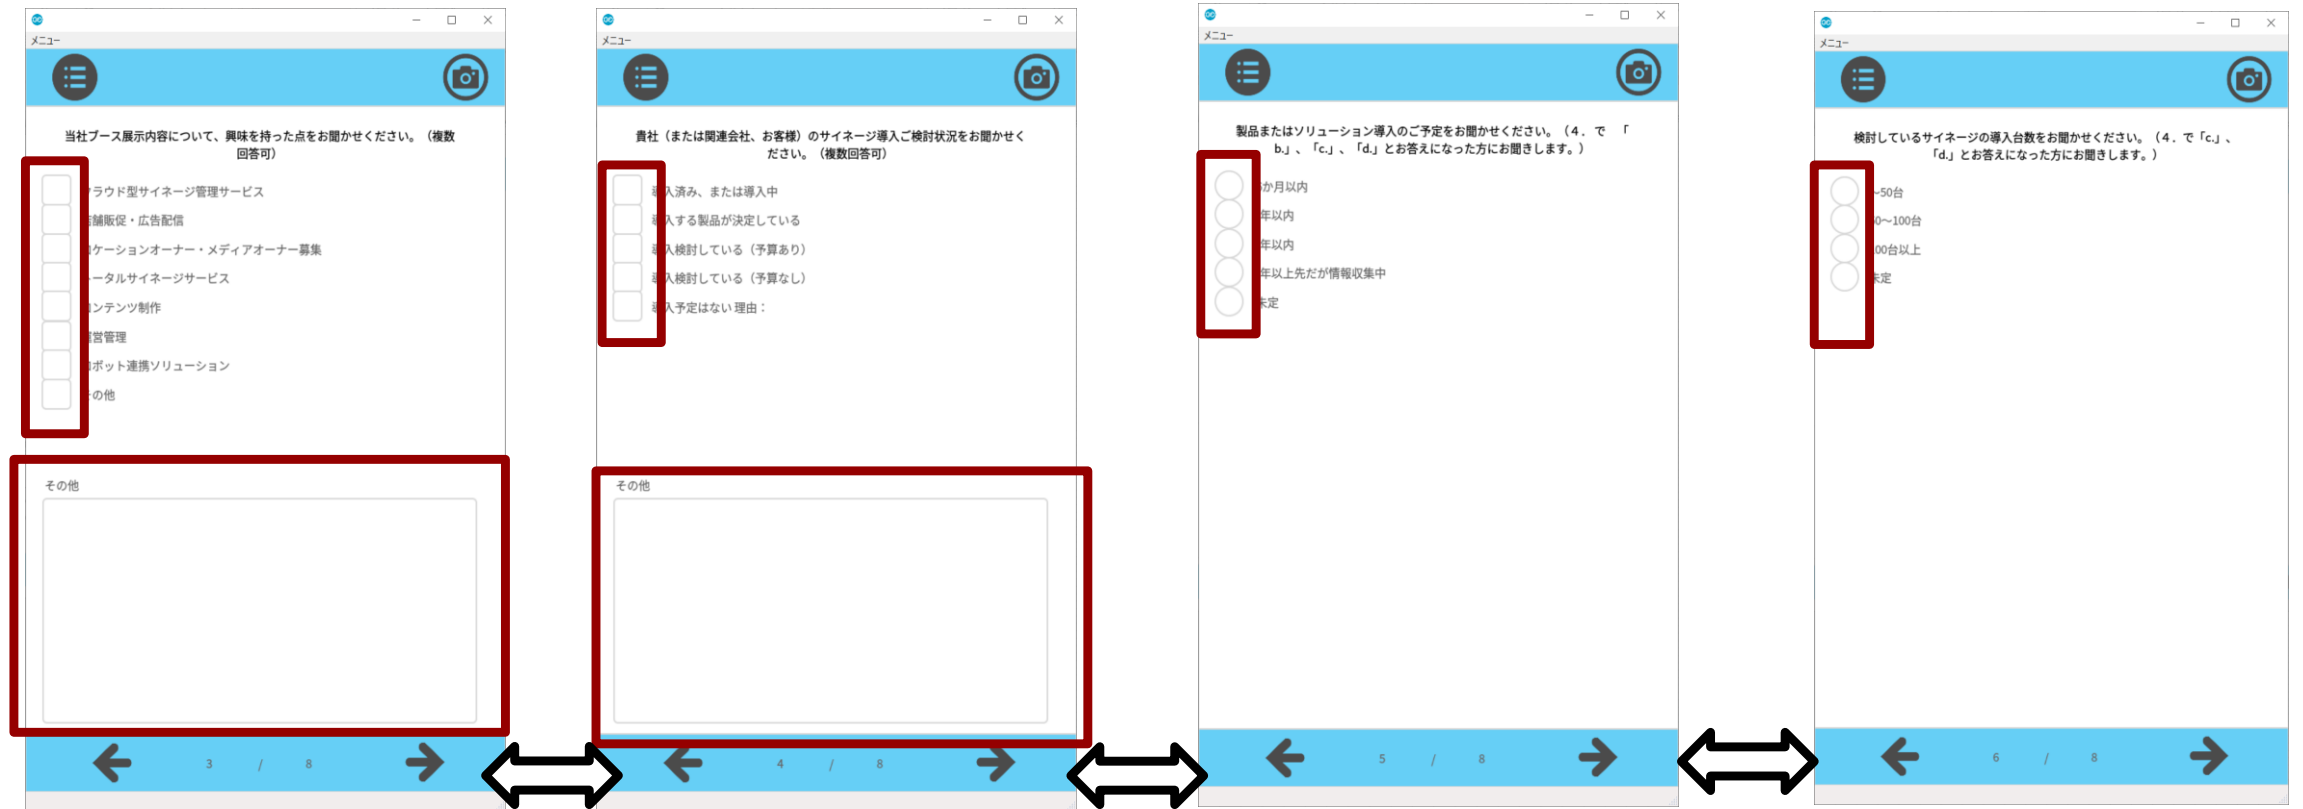 メニュー
当社ブース展示内容について、興味を持った点をお聞かせください。（複数
回答可）
ラウド型サイネージ管理サービス
舗販促・広告配信
ケーションオーナー・メディアオーナー募集
ータルサイネージサービス
ンテンツ制作
営管理
ボット連携ソリューション
の他
その他
3 / 8
メニュー
貴社（または関連会社、お客様）のサイネージ導入ご検討状況をお聞かせく
ださい。（複数回答可）
入済み、または導入中
入する製品が決定している
入検討している（予算あり）
入検討している（予算なし）
入予定はない 理由：
その他
4 / 8
メニュー
製品またはソリューション導入のご予定をお聞かせください。（４．で　「
b.」、「c.」、「d.」とお答えになった方にお聞きします。）
か月以内
年以内
年以内
年以上先だが情報収集中
未定
5 / 8
メニュー
検討しているサイネージの導入台数をお聞かせください。（４．で「c.」、
「d.」とお答えになった方にお聞きします。）
～50台
0～100台
00台以上
未定
6 / 8